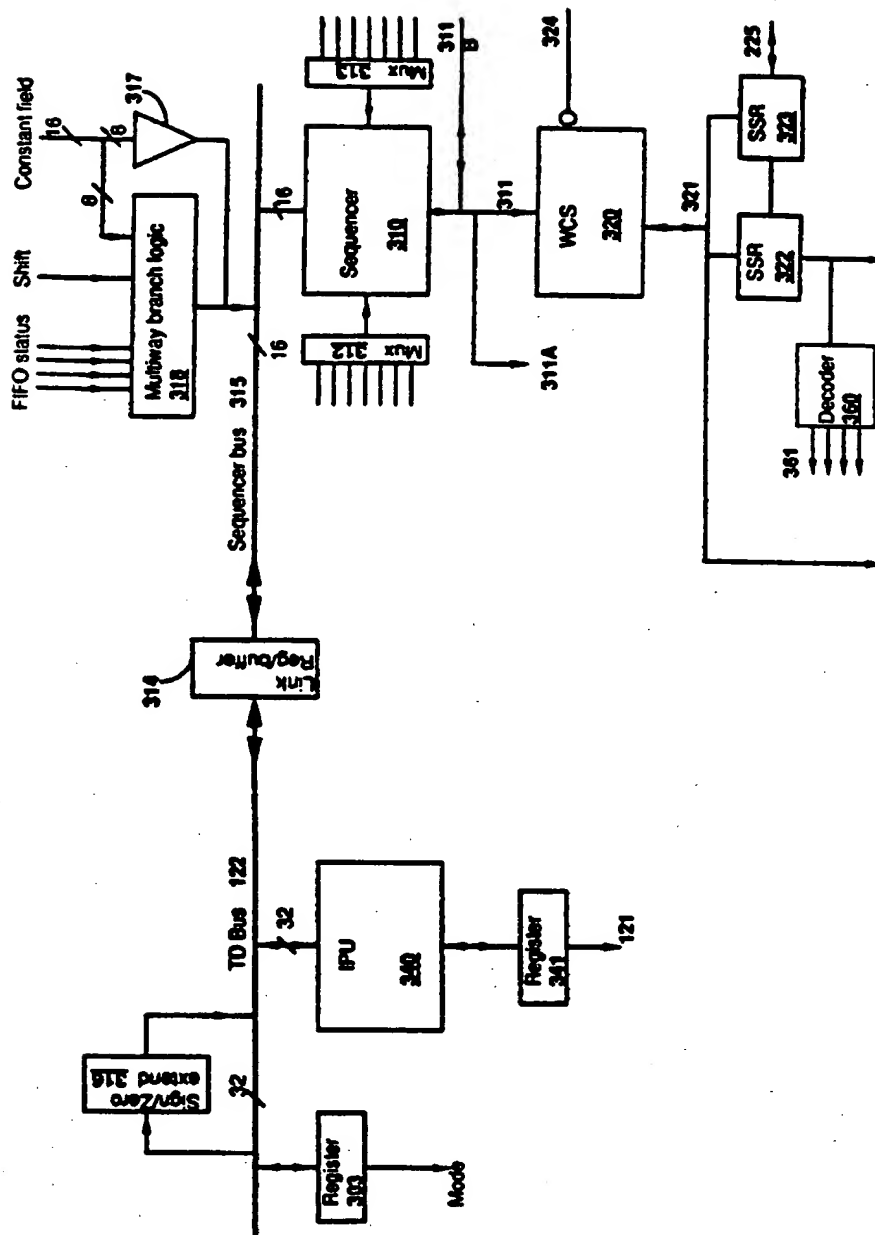 Constant field
16
8
317
8
Shift
FIFO status
Multiway branch logic
318
Mux 313
16
Sequencer
310
Mux 312
311
B
311
311A
324
WCS
320
321
225
SSR
323
SSR
322
Decoder
360
361
16
Sequencer bus 315
Link
Reg/buffer
314
TD Bus 122
32
IPU
340
Register
341
121
Sign/Zero
extend 316
32
Register
303
Mode